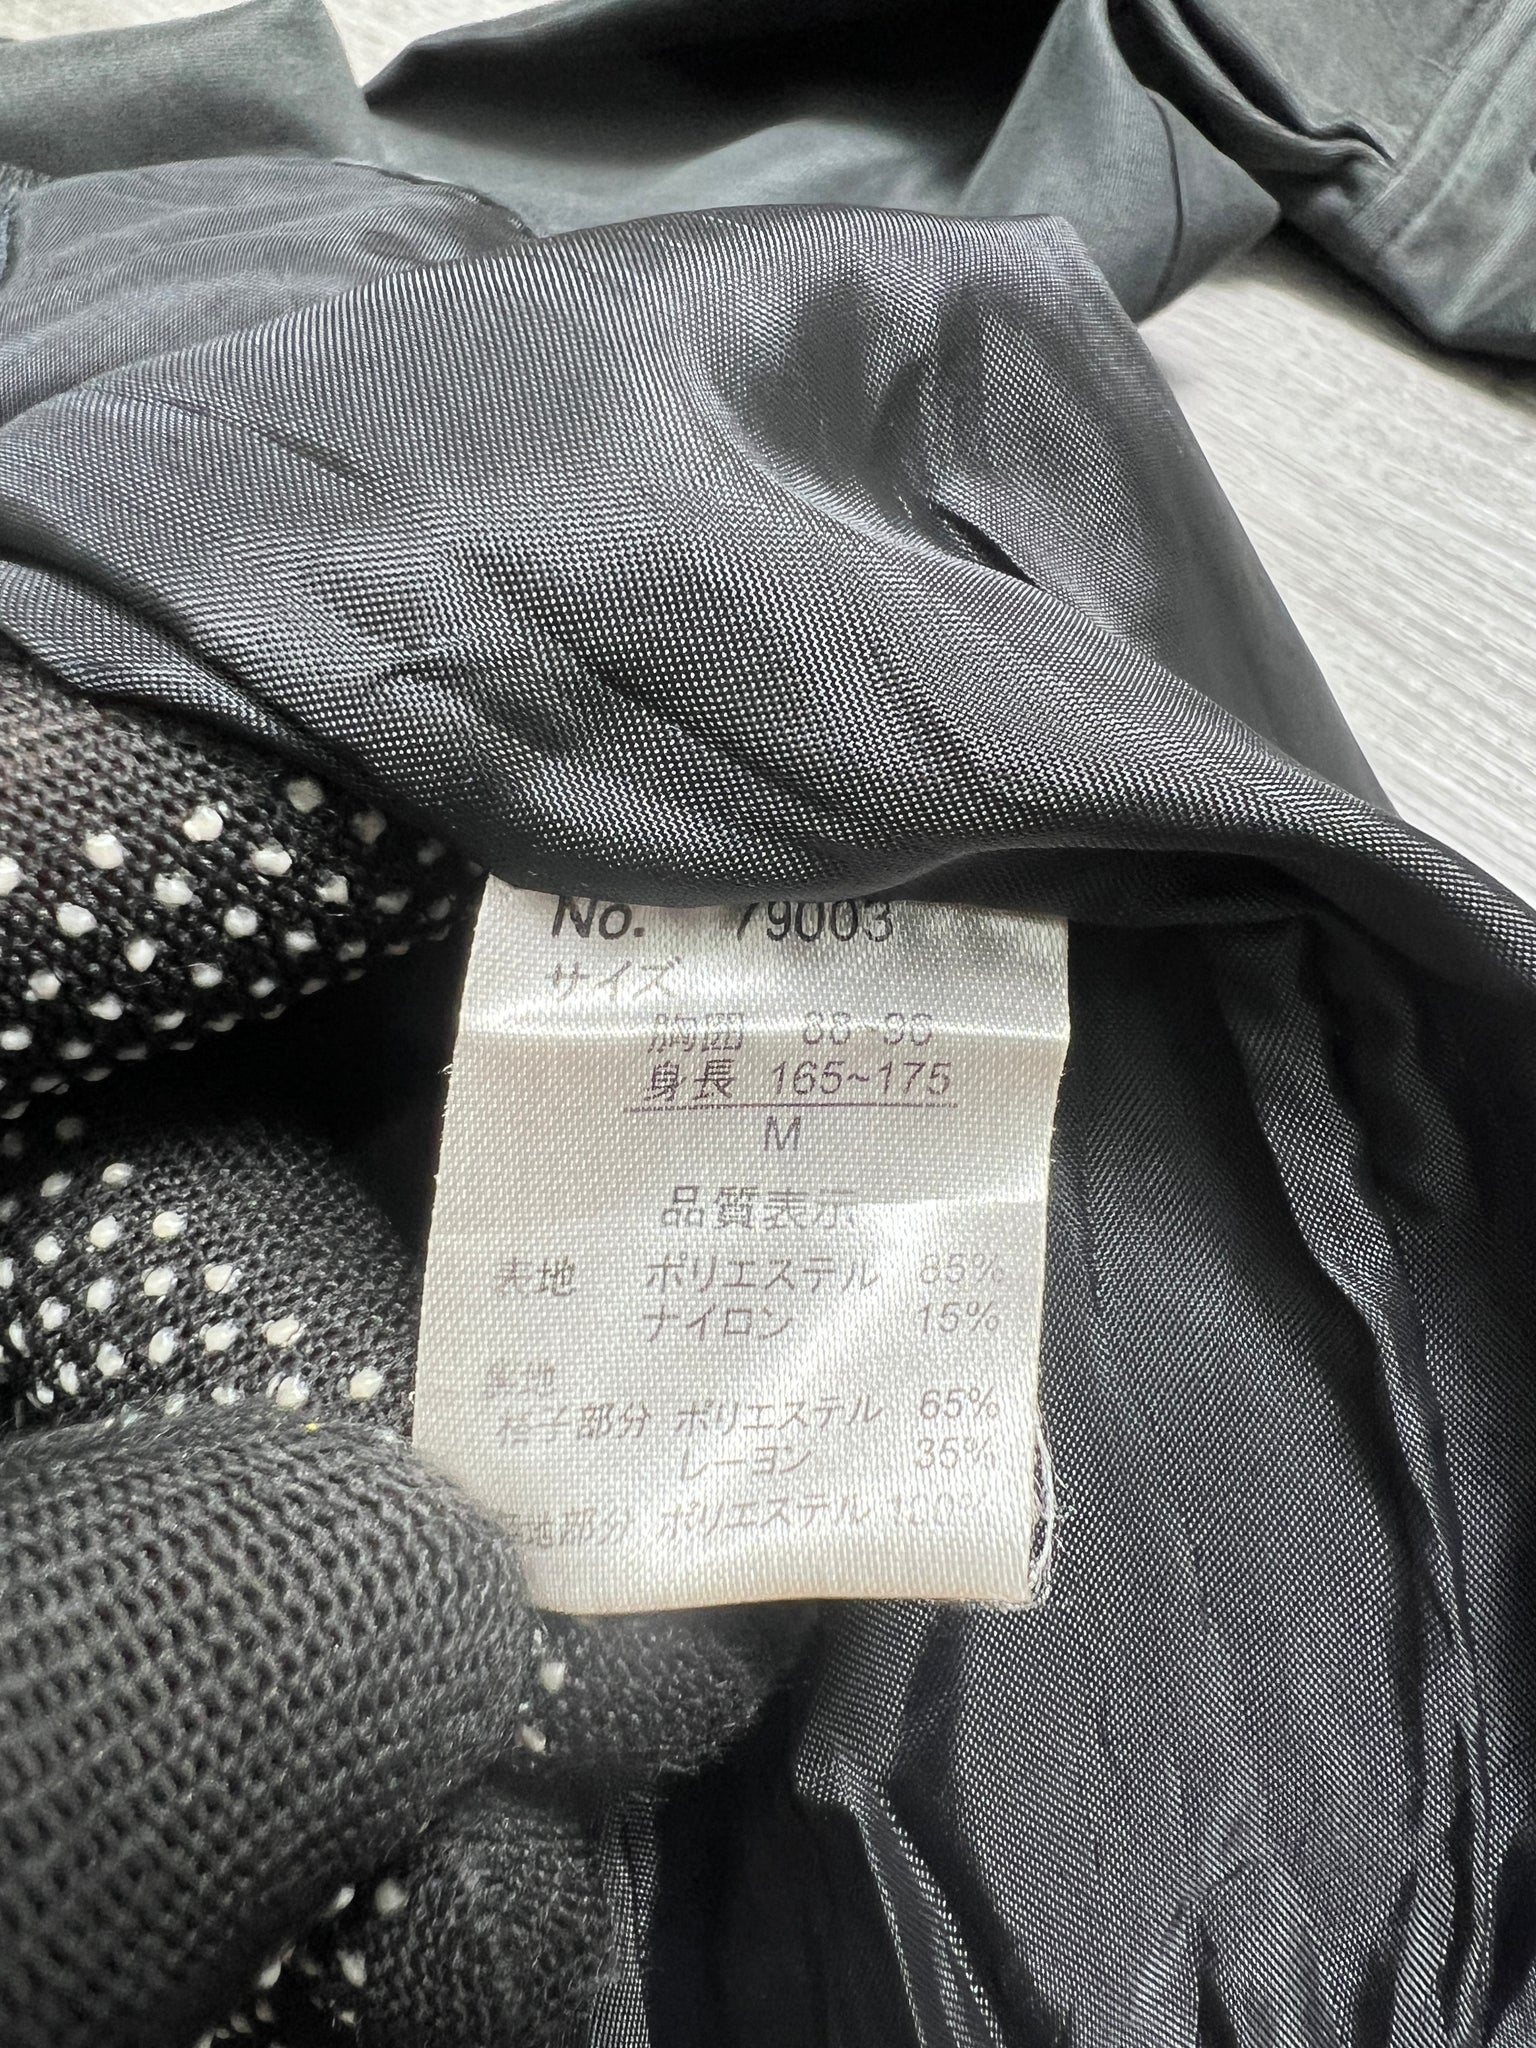 No. 79003
サイズ
胸囲 88~96
身長 165~175
M
品質表示
表地 ポリエステル 85%
ナイロン 15%
裏地
格子部分 ポリエステル 65%
レーヨン 35%
無地部分 ポリエステル 100%